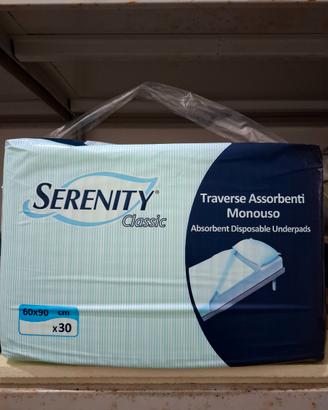 SERENITY®
Classic
Traverse Assorbenti
Monouso
Absorbent Disposable Underpads
60x90 cm
x30